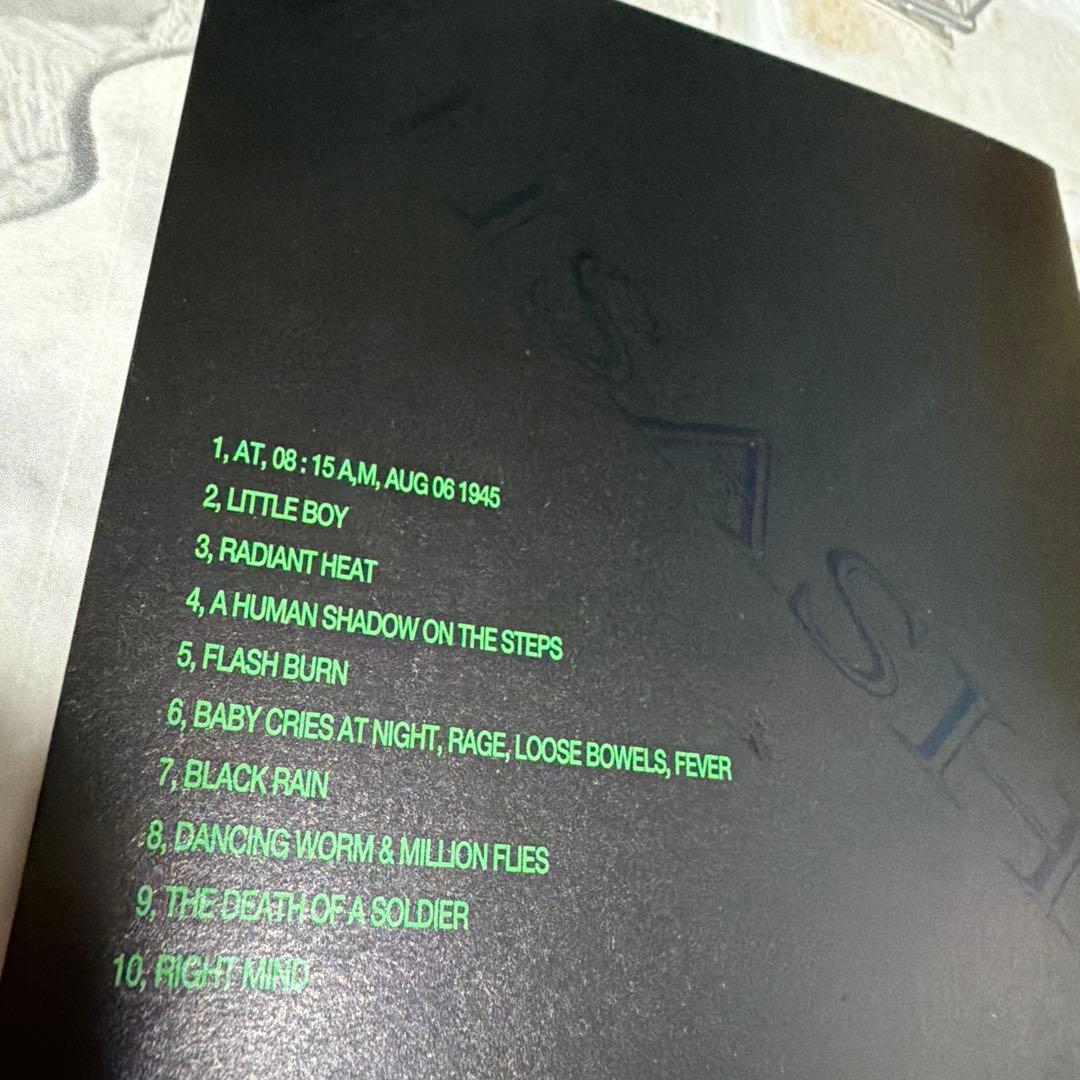 1, AT, 08 : 15 A,M, AUG 06 1945
2, LITTLE BOY
3, RADIANT HEAT
4, A HUMAN SHADOW ON THE STEPS
5, FLASH BURN
6, BABY CRIES AT NIGHT, RAGE, LOOSE BOWELS, FEVER
7, BLACK RAIN
8, DANCING WORM & MILLION FLIES
9, THE DEATH OF A SOLDIER
10, RIGHT MIND